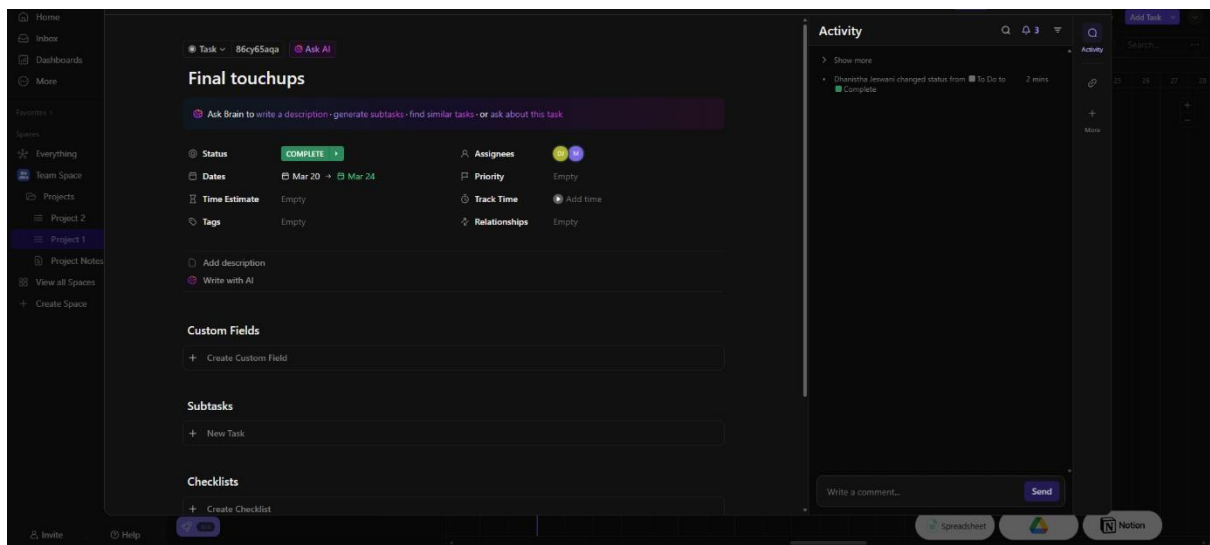 Home
Inbox
Dashboards
More
Favorites
Spaces
Everything
Team Space
Projects
Project 2
Project 1
Project Notes
View all Spaces
Create Space
Invite
Help
Task
86cy65aqa
Ask AI
Final touchups
Ask Brain to write a description · generate subtasks · find similar tasks · or ask about this task
Status COMPLETE
Assignees DJ M
Dates Mar 20 → Mar 24
Priority Empty
Time Estimate Empty
Track Time Add time
Tags Empty
Relationships Empty
Add description
Write with AI
Custom Fields
+ Create Custom Field
Subtasks
+ New Task
Checklists
+ Create Checklist
Activity
3
Show more
Dhanistha Jeswani changed status from To Do to 2 mins
Complete
Write a comment...
Send
Activity
More
Add Task
Search...
25 26 27 28
Spreadsheet
Notion